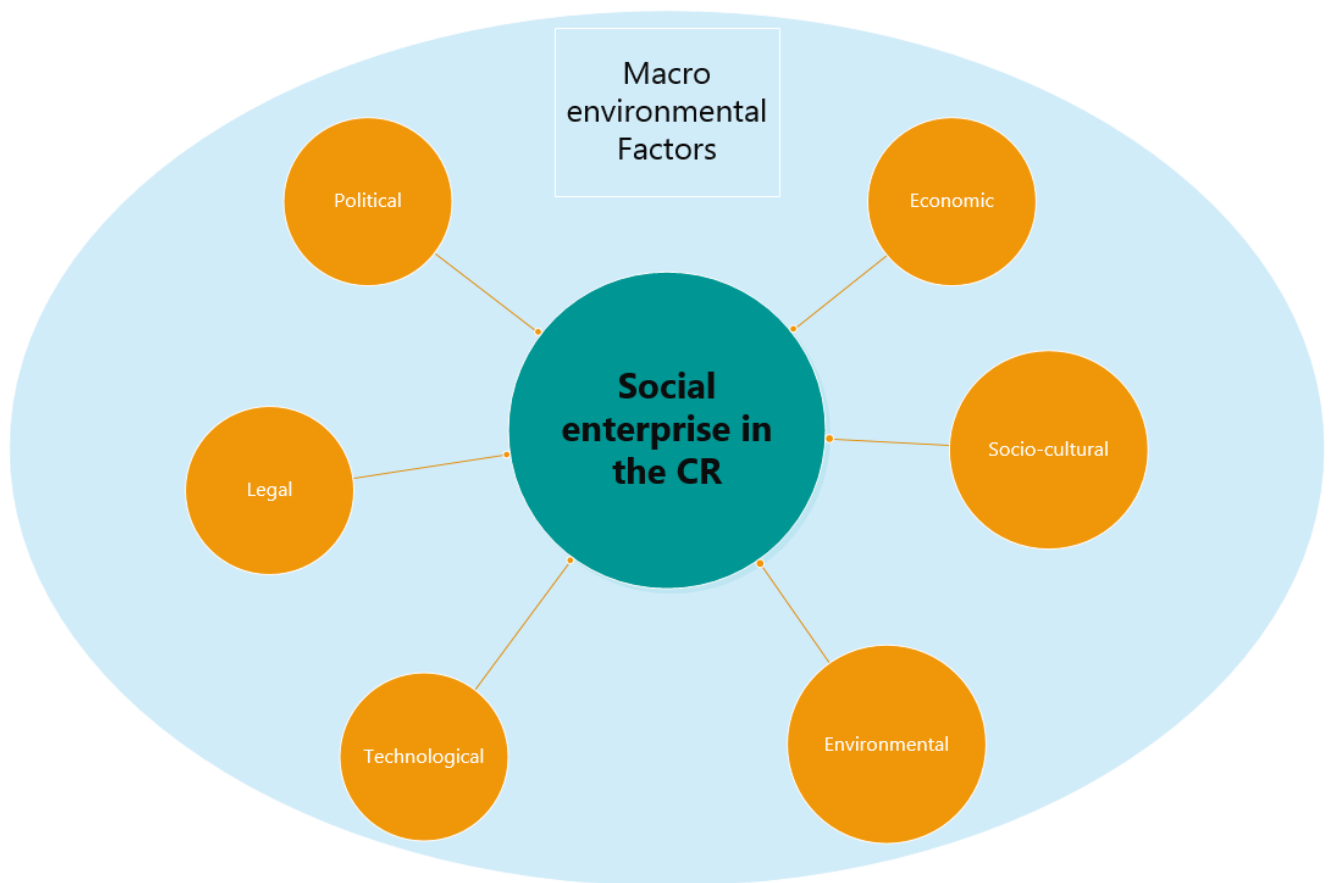 Macro
environmental
Factors
Political
Economic
Social
enterprise in
the CR
Socio-cultural
Legal
Technological
Environmental